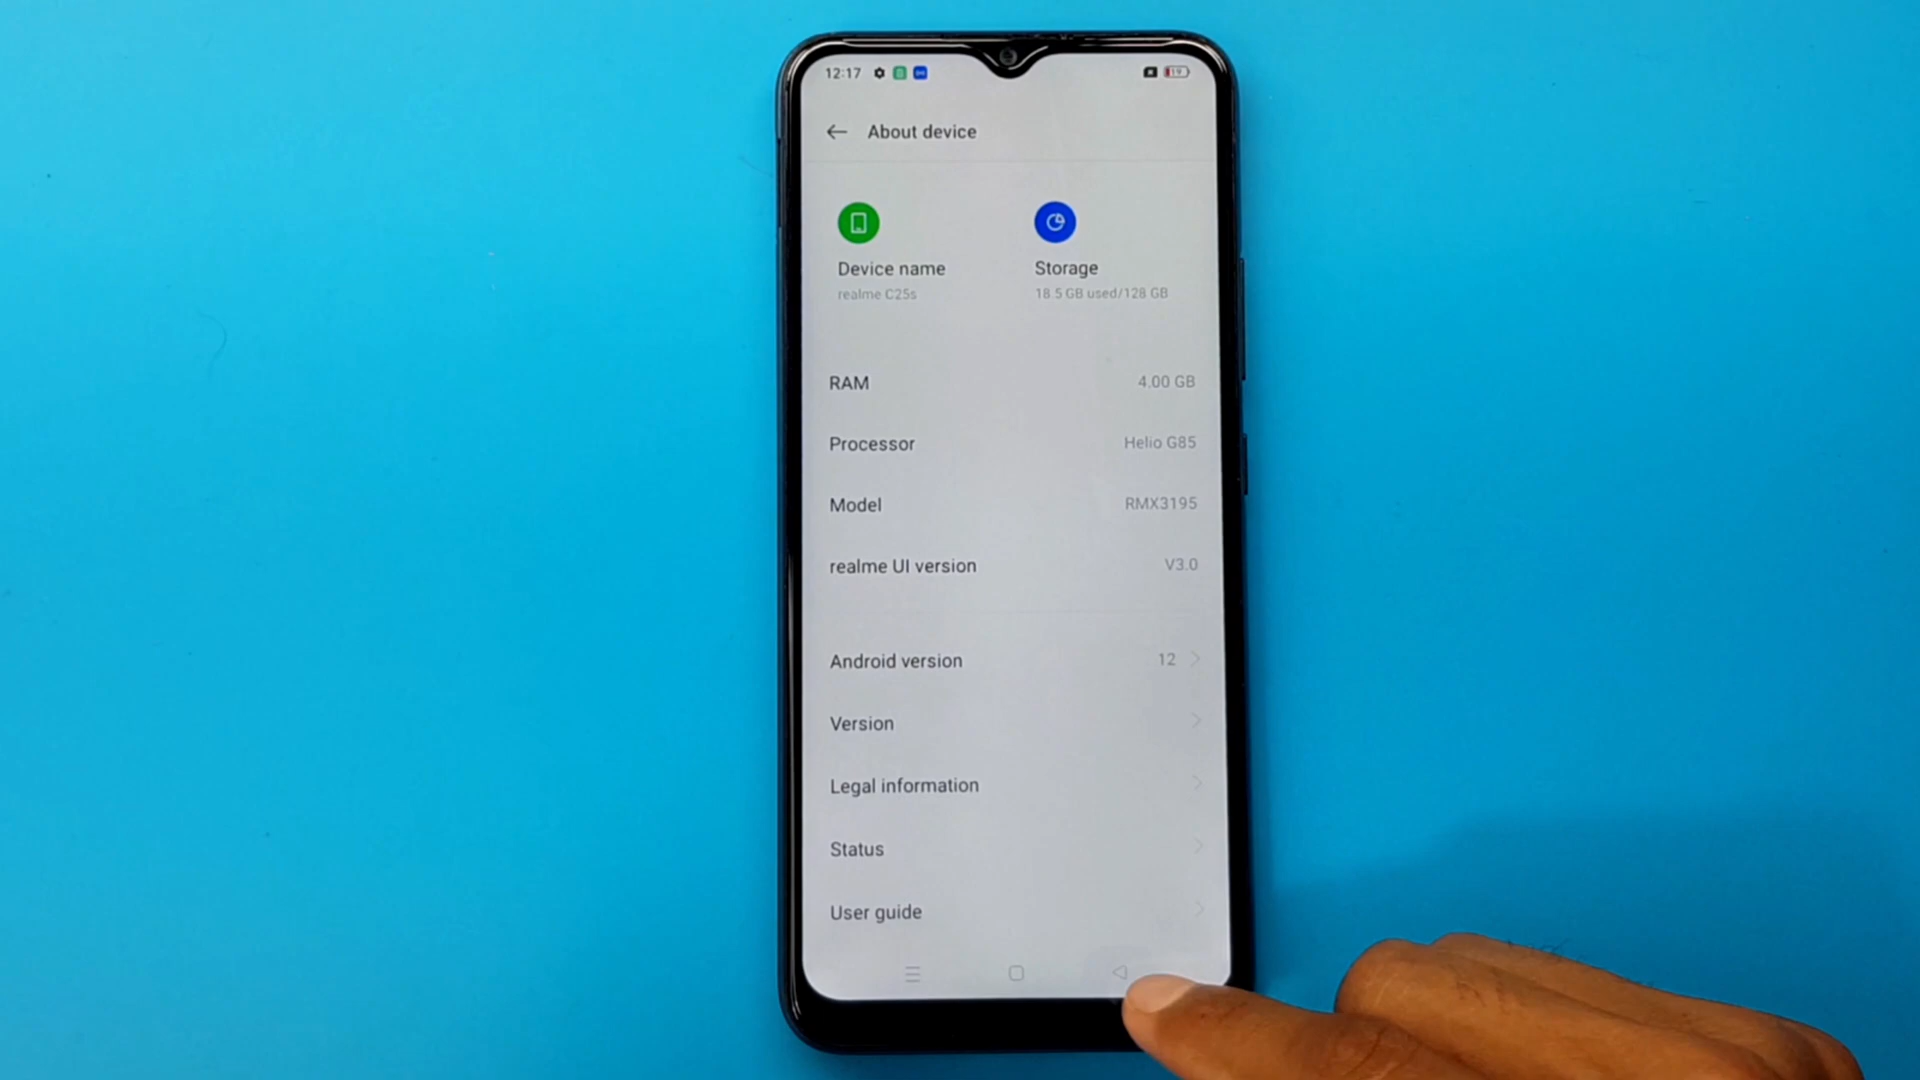 12:17
19
About device
Device name
realme C25s
Storage
18.5 GB used/128 GB
RAM
4.00 GB
Processor
Helio G85
Model
RMX3195
realme UI version
V3.0
Android version
12
Version
Legal information
Status
User guide